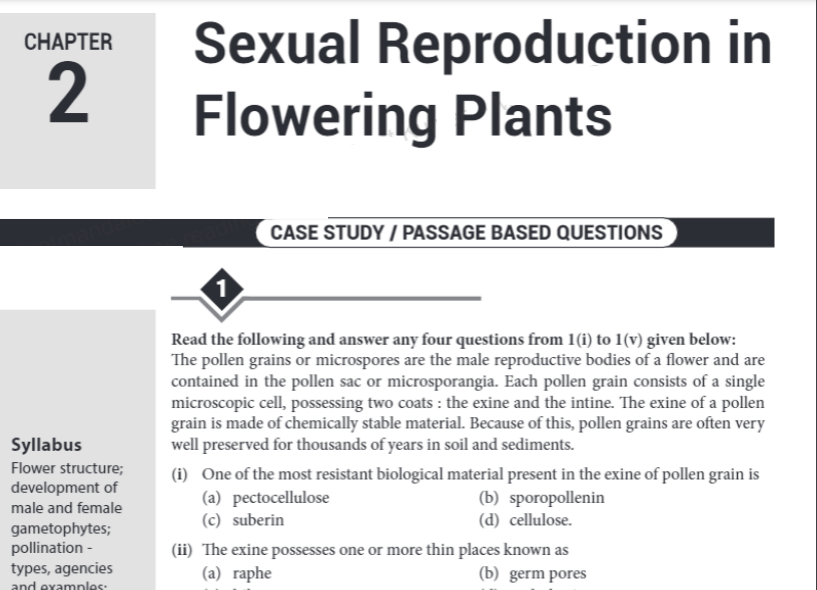 CHAPTER
2
Sexual Reproduction in
Flowering Plants
CASE STUDY / PASSAGE BASED QUESTIONS
1
Read the following and answer any four questions from 1(i) to 1(v) given below:
The pollen grains or microspores are the male reproductive bodies of a flower and are
contained in the pollen sac or microsporangia. Each pollen grain consists of a single
microscopic cell, possessing two coats : the exine and the intine. The exine of a pollen
grain is made of chemically stable material. Because of this, pollen grains are often very
well preserved for thousands of years in soil and sediments.
(i) One of the most resistant biological material present in the exine of pollen grain is
(a) pectocellulose (b) sporopollenin
(c) suberin (d) cellulose.
(ii) The exine possesses one or more thin places known as
(a) raphe (b) germ pores
Syllabus
Flower structure;
development of
male and female
gametophytes;
pollination -
types, agencies
and examples;